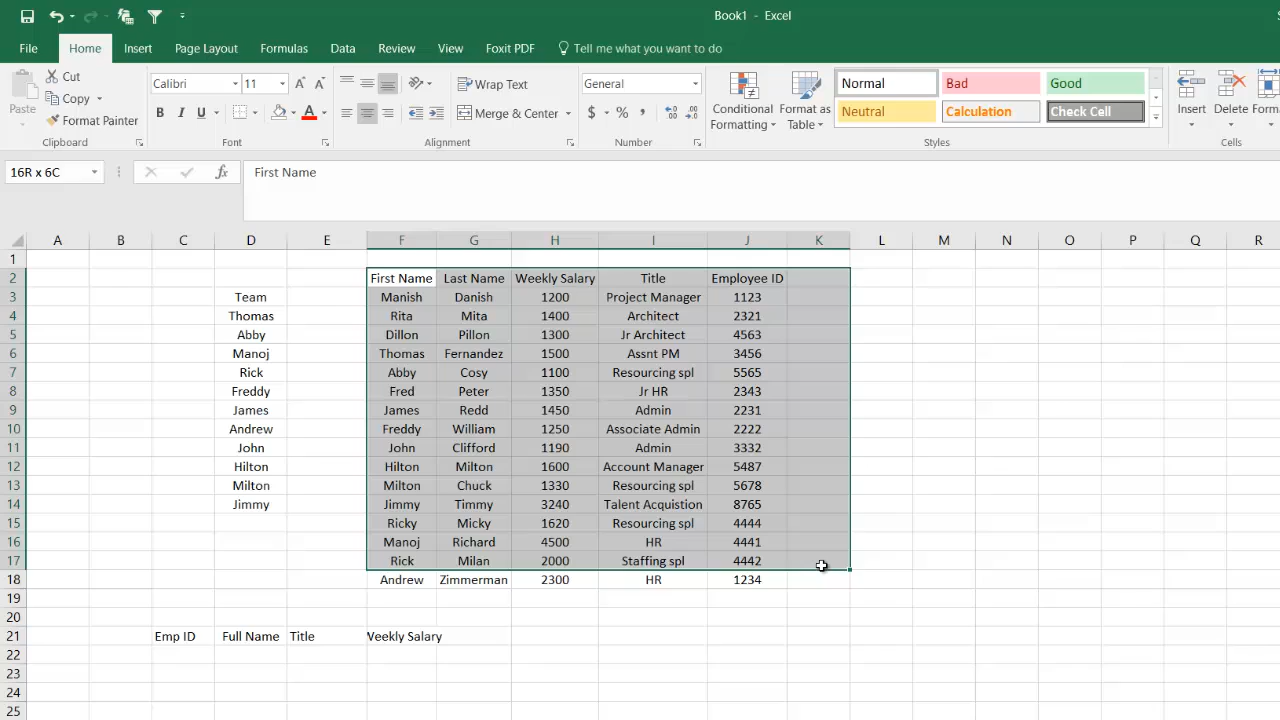 Book1 - Excel
File Home Insert Page Layout Formulas Data Review View Foxit PDF Tell me what you want to do
Paste Cut Copy Format Painter
Calibri 11 A A
B I U A
Wrap Text Merge & Center
General
$ % ,
Conditional Formatting Format as Table
Normal Bad Good
Neutral Calculation Check Cell
Insert Delete
Clipboard Font Alignment Number Styles Cells
16R x 6C fx First Name
A B C D E F G H I J K L M N O P Q R
1
2 First Name Last Name Weekly Salary Title Employee ID
3 Team Manish Danish 1200 Project Manager 1123
4 Thomas Rita Mita 1400 Architect 2321
5 Abby Dillon Pillon 1300 Jr Architect 4563
6 Manoj Thomas Fernandez 1500 Assnt PM 3456
7 Rick Abby Cosy 1100 Resourcing spl 5565
8 Freddy Fred Peter 1350 Jr HR 2343
9 James James Redd 1450 Admin 2231
10 Andrew Freddy William 1250 Associate Admin 2222
11 John John Clifford 1190 Admin 3332
12 Hilton Hilton Milton 1600 Account Manager 5487
13 Milton Milton Chuck 1330 Resourcing spl 5678
14 Jimmy Jimmy Timmy 3240 Talent Acquistion 8765
15 Ricky Micky 1620 Resourcing spl 4444
16 Manoj Richard 4500 HR 4441
17 Rick Milan 2000 Staffing spl 4442
18 Andrew Zimmerman 2300 HR 1234
19
20
21 Emp ID Full Name Title Weekly Salary
22
23
24
25